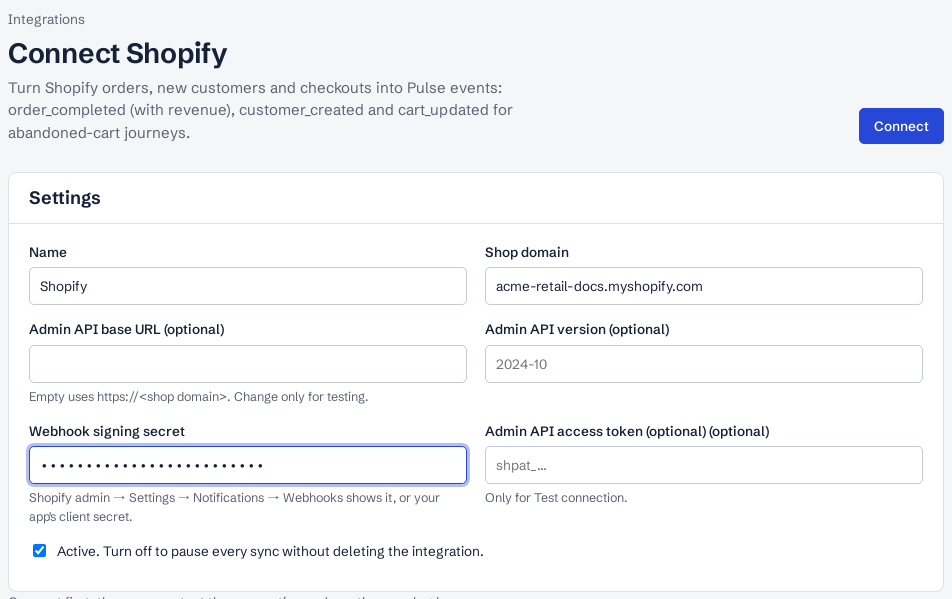 Integrations
Connect Shopify
Turn Shopify orders, new customers and checkouts into Pulse events:
order_completed (with revenue), customer_created and cart_updated for
abandoned-cart journeys.
Connect
Settings
Name
Shop domain
Shopify
acme-retail-docs.myshopify.com
Admin API base URL (optional)
Admin API version (optional)
2024-10
Empty uses https://<shop domain>. Change only for testing.
Webhook signing secret
Admin API access token (optional) (optional)
•••••••••••••••••••••••••
shpat_...
Shopify admin → Settings → Notifications → Webhooks shows it, or your
app's client secret.
Only for Test connection.
Active. Turn off to pause every sync without deleting the integration.